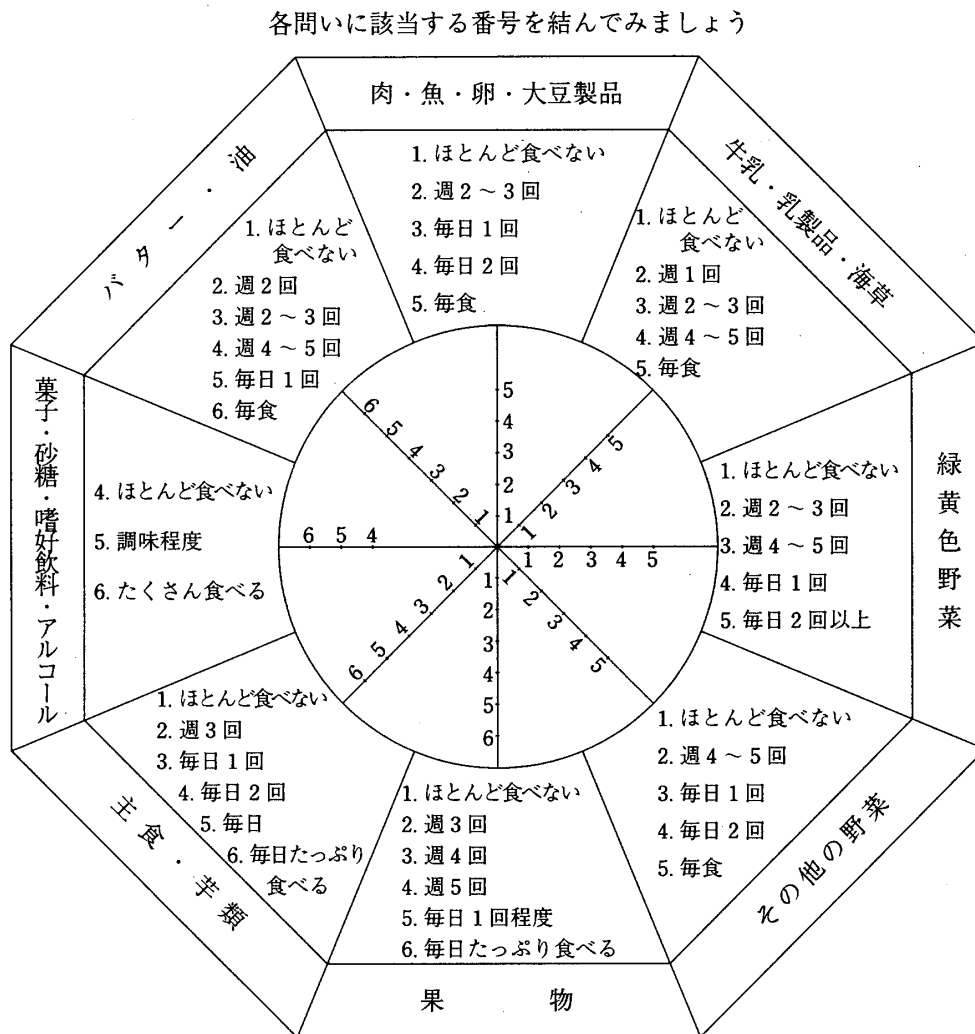 各問いに該当する番号を結んでみましょう
肉・魚・卵・大豆製品
1. ほとんど食べない
2. 週2～3回
3. 毎日1回
4. 毎日2回
5. 毎食
牛乳・乳製品・海草
1. ほとんど
食べない
2. 週1回
3. 週2～3回
4. 週4～5回
5. 毎食
緑黄色野菜
1. ほとんど食べない
2. 週2～3回
3. 週4～5回
4. 毎日1回
5. 毎日2回以上
その他の野菜
1. ほとんど食べない
2. 週4～5回
3. 毎日1回
4. 毎日2回
5. 毎食
果物
1. ほとんど食べない
2. 週3回
3. 週4回
4. 週5回
5. 毎日1回程度
6. 毎日たっぷり食べる
主食・芋類
1. ほとんど食べない
2. 週3回
3. 毎日1回
4. 毎日2回
5. 毎日
6. 毎日たっぷり
食べる
菓子・砂糖・嗜好飲料・アルコール
4. ほとんど食べない
5. 調味程度
6. たくさん食べる
バター・油
1. ほとんど
食べない
2. 週2回
3. 週2～3回
4. 週4～5回
5. 毎日1回
6. 毎食
5 4 3 2 1
1 2 3 4 5
1 2 3 4 5
1 2 3 4 5
1 2 3 4 5 6
1 2 3 4 5 6
6 5 4
6 5 4 3 2 1